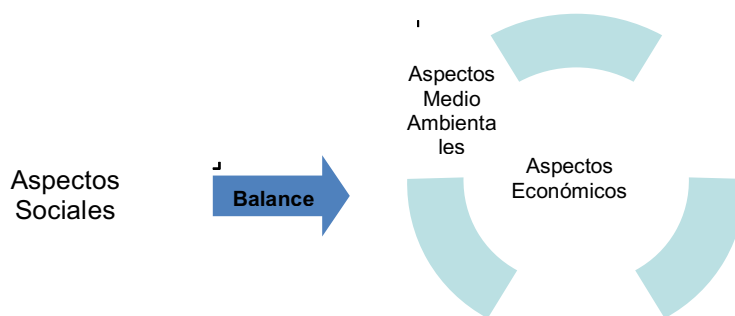 Aspectos
Sociales
Balance
Aspectos
Medio
Ambienta
les
Aspectos
Económicos